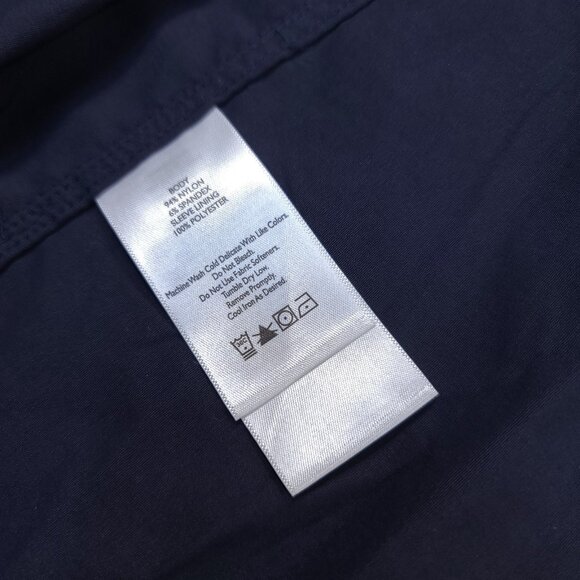 BODY
94% NYLON
6% SPANDEX
SLEEVE LINING
100% POLYESTER
Machine Wash Cold Delicate With Like Colors.
Do Not Bleach.
Do Not Use Fabric Softeners.
Tumble Dry Low.
Remove Promptly.
Cool Iron As Desired.